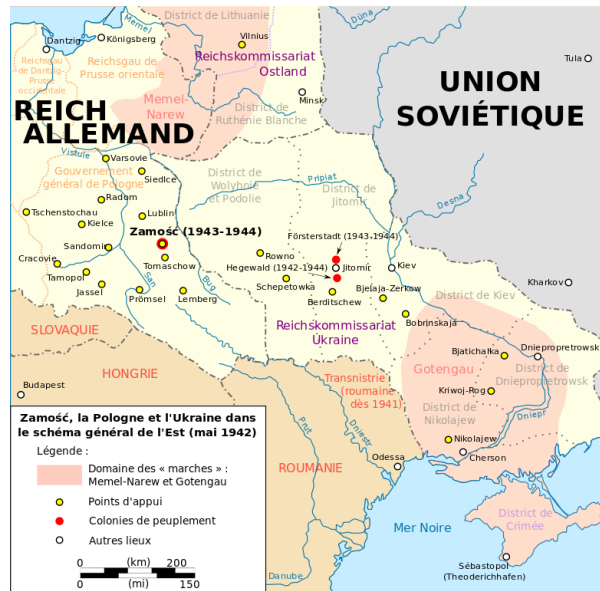 District de Lituanie
Memel
Düna
Dantzig
Königsberg
Vilnius
Reichsgau de
Prusse orientale
Reichsgau
de Dantzig-
Prusse
occidentale
Reichskommissariat
Ostland
Tula
UNION
SOVIÉTIQUE
Memel-
Narew
Minsk
REICH
ALLEMAND
District de
Ruthénie Blanche
Vistule
Varsovie
Gouvernement
général de Pologne
Siedlce
District de
Wolyhnie
et Podolie
Pripiat
District de
Jitomir
Desna
Radom
Tschenstochau
Lublin
Kielce
Zamość (1943-1944)
Försterstadt (1943-1944)
Sandomir
Rowno
Cracovie
Tomaschow
Hegewald (1942-1944)
Jitomir
Kiev
Tarnopol
San
Bug
Schepetowka
Bjelaja-Zerkow
Kharkov
Jassel
Prömsel
Lemberg
Berditschew
District de Kiev
Bobrinskaja
SLOVAQUIE
Reichskommissariat
Ukraine
Bjatichalka
Dniepropretrowsk
HONGRIE
Transnistrie
(roumaine
dès 1941)
Gotengau
District de
Dniepropretrowsk
Budapest
Kriwoj-Rog
District de
Nikolajew
Dniepr
Zamość, la Pologne et l'Ukraine dans
le schéma général de l'Est (mai 1942)
Prut
Dniestr
Nikolajew
Cherson
Légende :
Odessa
ROUMANIE
Domaine des « marches » :
Memel-Narew et Gotengau
Points d'appui
Colonies de peuplement
Autres lieux
Mer Noire
District de
Crimée
0 (km) 200
0 (mi) 150
Danube
Sébastopol
(Theoderichhafen)